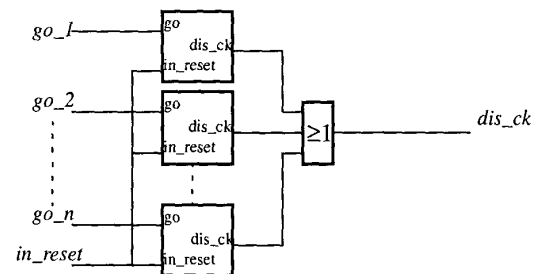 go_1
go
dis_ck
in_reset
go_2
go
dis_ck
in_reset
≥1
dis_ck
go_n
go
dis_ck
in_reset
in_reset